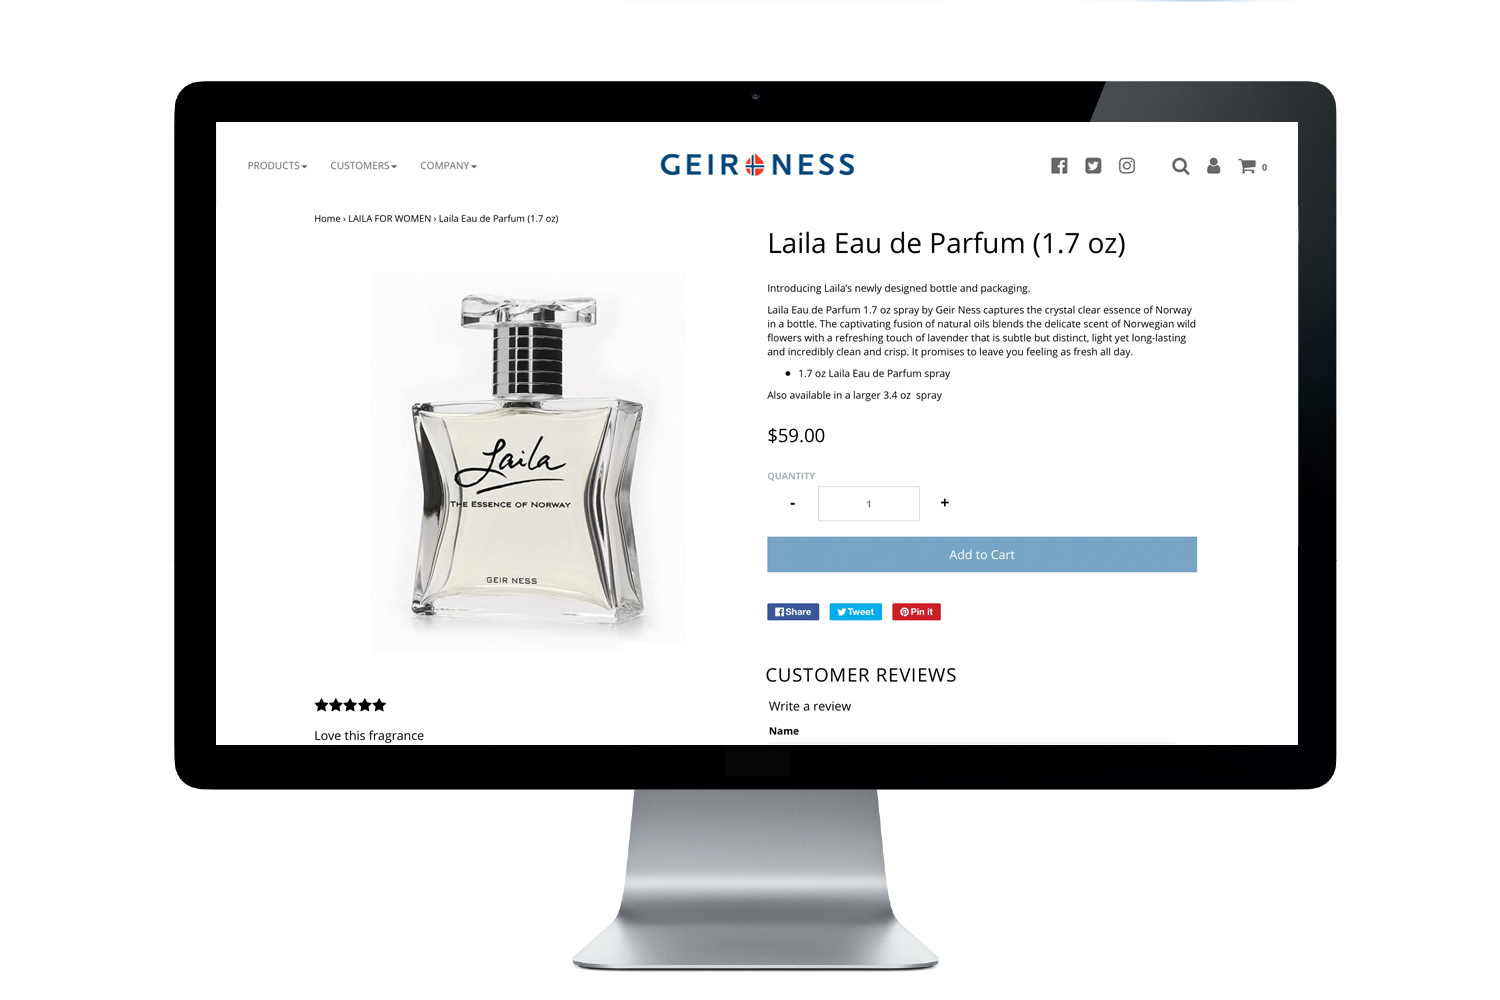 PRODUCTS CUSTOMERS COMPANY
GEIR NESS
0
Home › LAILA FOR WOMEN › Laila Eau de Parfum (1.7 oz)
Laila
THE ESSENCE OF NORWAY
GEIR NESS
Laila Eau de Parfum (1.7 oz)
Introducing Laila’s newly designed bottle and packaging.
Laila Eau de Parfum 1.7 oz spray by Geir Ness captures the crystal clear essence of Norway
in a bottle. The captivating fusion of natural oils blends the delicate scent of Norwegian wild
flowers with a refreshing touch of lavender that is subtle but distinct, light yet long-lasting
and incredibly clean and crisp. It promises to leave you feeling as fresh all day.
• 1.7 oz Laila Eau de Parfum spray
Also available in a larger 3.4 oz spray
$59.00
QUANTITY
- 1 +
Add to Cart
Share Tweet Pin it
★★★★★
Love this fragrance
CUSTOMER REVIEWS
Write a review
Name